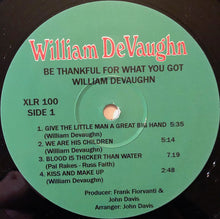 William DeVaughn
BE THANKFUL FOR WHAT YOU GOT
WILLIAM DEVAUGHN
XLR 100
SIDE 1
1. GIVE THE LITTLE MAN A GREAT BIG HAND 5:35
(William Devaughn)
2. WE ARE HIS CHILDREN 5:14
(William Devaughn)
3. BLOOD IS THICKER THAN WATER 7.19
(Pal Rakes - Russ Faith)
4. KISS AND MAKE UP 2:48
(William Devaughn)
Producer: Frank Fiorvanti &
John Davis
Arranger: John Davis